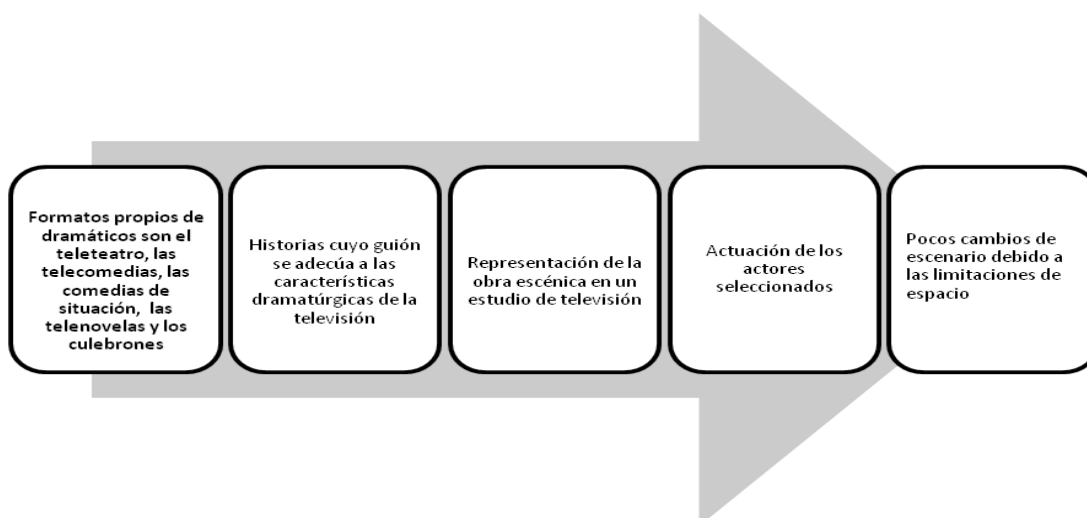 Formatos propios de
dramáticos son el
teleteatro, las
telecomedias, las
comedias de
situación, las
telenovelas y los
culebrones
Historias cuyo guión
se adecúa a las
características
dramatúrgicas de la
televisión
Representación de la
obra escénica en un
estudio de televisión
Actuación de los
actores
seleccionados
Pocos cambios de
escenario debido a
las limitaciones de
espacio